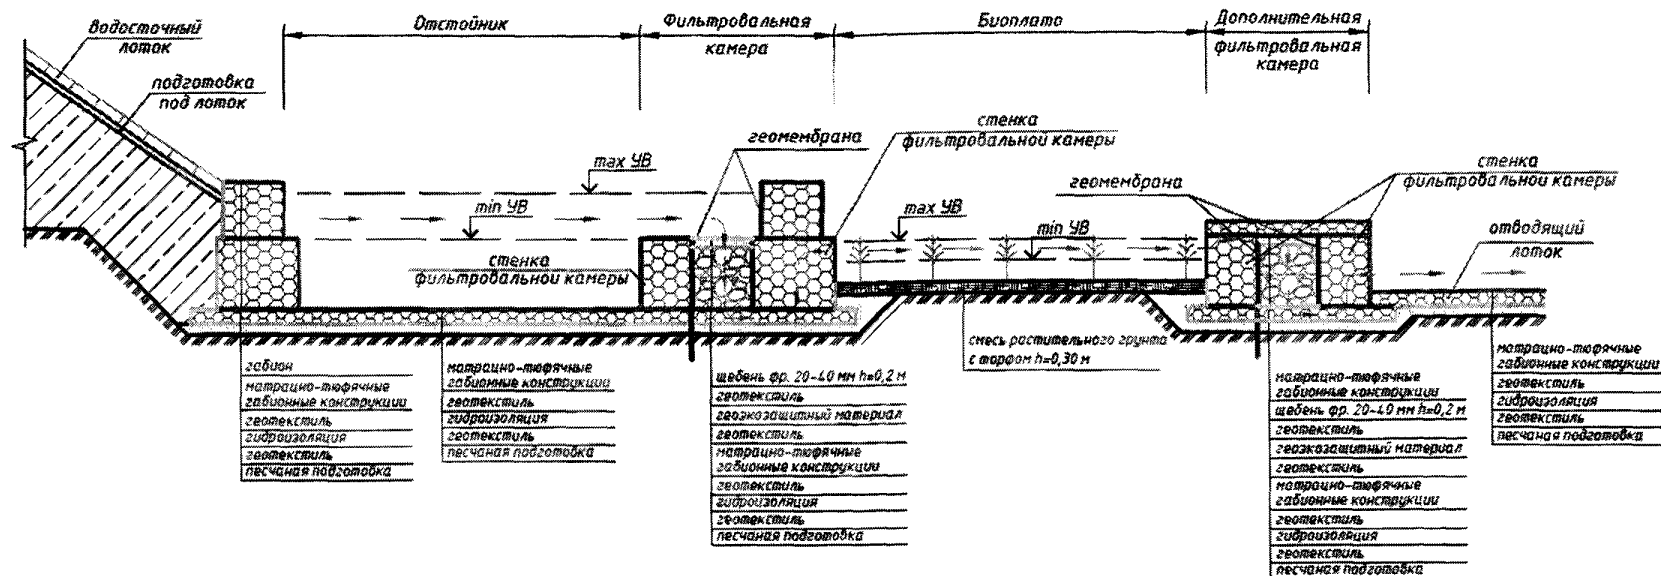 водосточный
лоток
Отстойник
Фильтровальная
камера
Биоплато
Дополнительная
фильтровальная
камера
подготовка
под лоток
геомембрана
стенка
фильтровальной камеры
max УВ
min УВ
стенка
фильтровальной камеры
max УВ
min УВ
геомембрана
стенка
фильтровальной камеры
отводящий
лоток
смесь растительного грунта
с торфом h=0,30 м
габион
матрацно-тюфячные
габионные конструкции
геотекстиль
гидроизоляция
геотекстиль
песчаная подготовка
матрацно-тюфячные
габионные конструкции
геотекстиль
гидроизоляция
геотекстиль
песчаная подготовка
щебень фр. 20-40 мм h=0,2 м
геотекстиль
геоэкозащитный материал
геотекстиль
матрацно-тюфячные
габионные конструкции
геотекстиль
гидроизоляция
геотекстиль
песчаная подготовка
матрацно-тюфячные
габионные конструкции
щебень фр. 20-40 мм h=0,2 м
геотекстиль
геоэкозащитный материал
геотекстиль
матрацно-тюфячные
габионные конструкции
геотекстиль
гидроизоляция
геотекстиль
песчаная подготовка
матрацно-тюфячные
габионные конструкции
геотекстиль
гидроизоляция
геотекстиль
песчаная подготовка